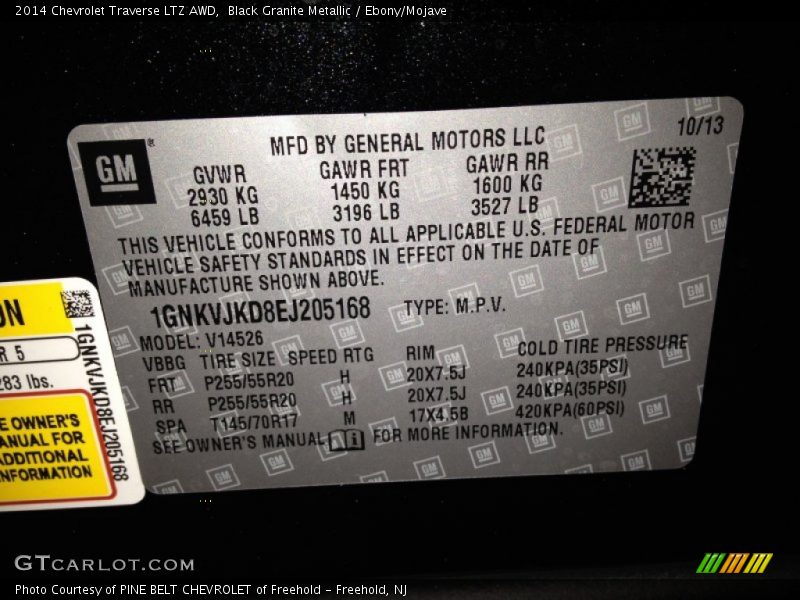 2014 Chevrolet Traverse LTZ AWD,  Black Granite Metallic / Ebony/Mojave
GM
®
MFD BY GENERAL MOTORS LLC
10/13
GVWR GAWR FRT GAWR RR
2930 KG 1450 KG 1600 KG
6459 LB 3196 LB 3527 LB
THIS VEHICLE CONFORMS TO ALL APPLICABLE U.S. FEDERAL MOTOR
VEHICLE SAFETY STANDARDS IN EFFECT ON THE DATE OF
MANUFACTURE SHOWN ABOVE.
1GNKVJKD8EJ205168 TYPE: M.P.V.
MODEL: V14526
VBBG TIRE SIZE SPEED RTG RIM COLD TIRE PRESSURE
FRT P255/55R20 H 20X7.5J 240KPA(35PSI)
RR P255/55R20 H 20X7.5J 240KPA(35PSI)
SPA T145/70R17 M 17X4.5B 420KPA(60PSI)
SEE OWNER'S MANUAL i FOR MORE INFORMATION.
ON
R 5
283 lbs.
E OWNER'S
ANUAL FOR
ADDITIONAL
NFORMATION
1GNKVJKD8EJ205168
GTCARLOT.COM
Photo Courtesy of PINE BELT CHEVROLET of Freehold - Freehold, NJ